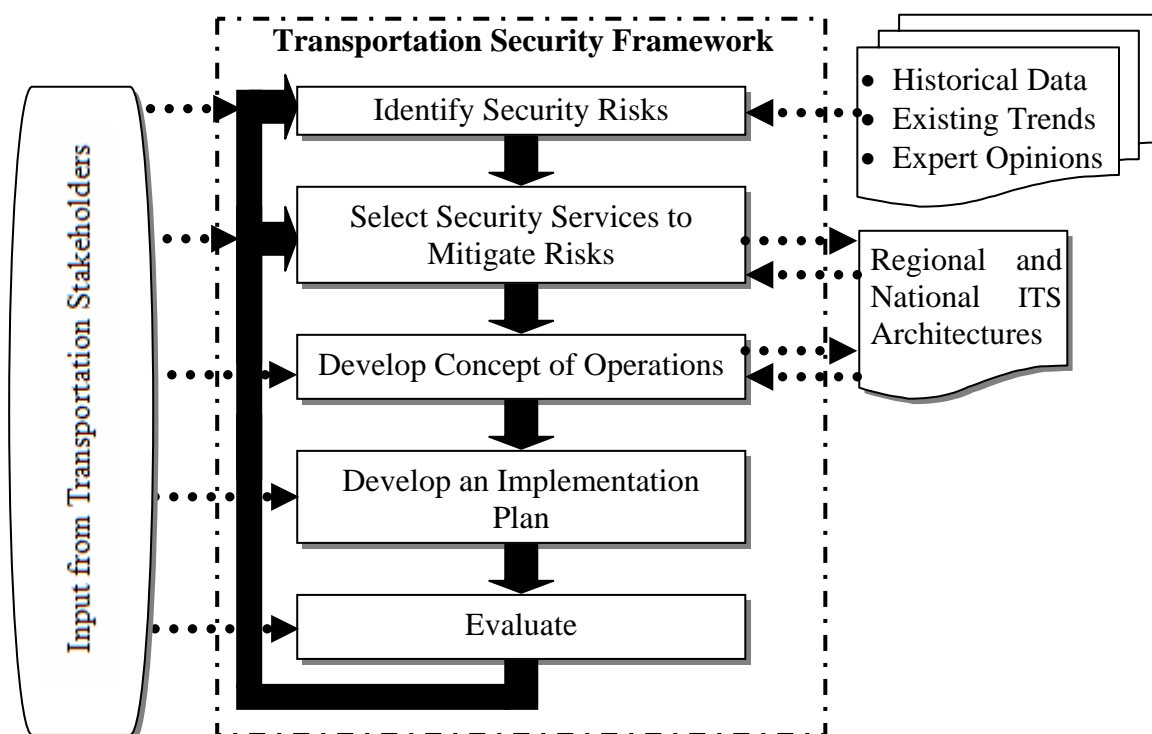 Transportation Security Framework
Input from Transportation Stakeholders
Identify Security Risks
• Historical Data
• Existing Trends
• Expert Opinions
Select Security Services to
Mitigate Risks
Regional and
National ITS
Architectures
Develop Concept of Operations
Develop an Implementation
Plan
Evaluate